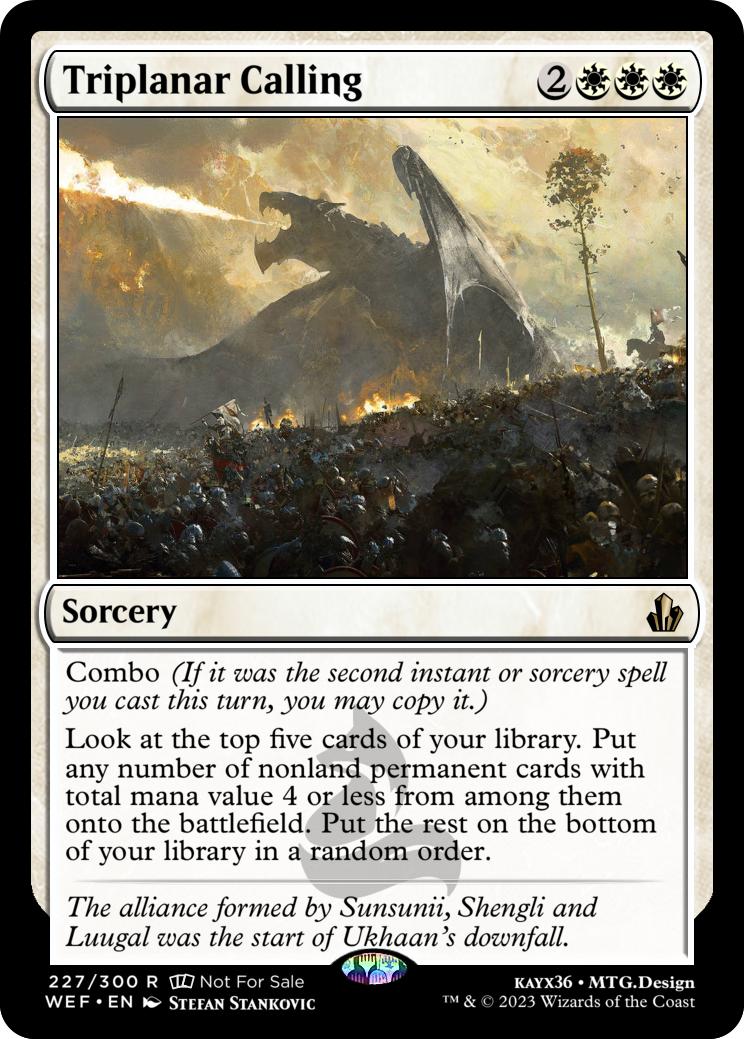 Triplanar Calling 2
Sorcery
Combo (If it was the second instant or sorcery spell
you cast this turn, you may copy it.)
Look at the top five cards of your library. Put
any number of nonland permanent cards with
total mana value 4 or less from among them
onto the battlefield. Put the rest on the bottom
of your library in a random order.
The alliance formed by Sunsunii, Shengli and
Luugal was the start of Ukhaan's downfall.
227/300 R Not For Sale
WEF • EN Stefan Stankovic
kayx36 • MTG.Design
™ & © 2023 Wizards of the Coast